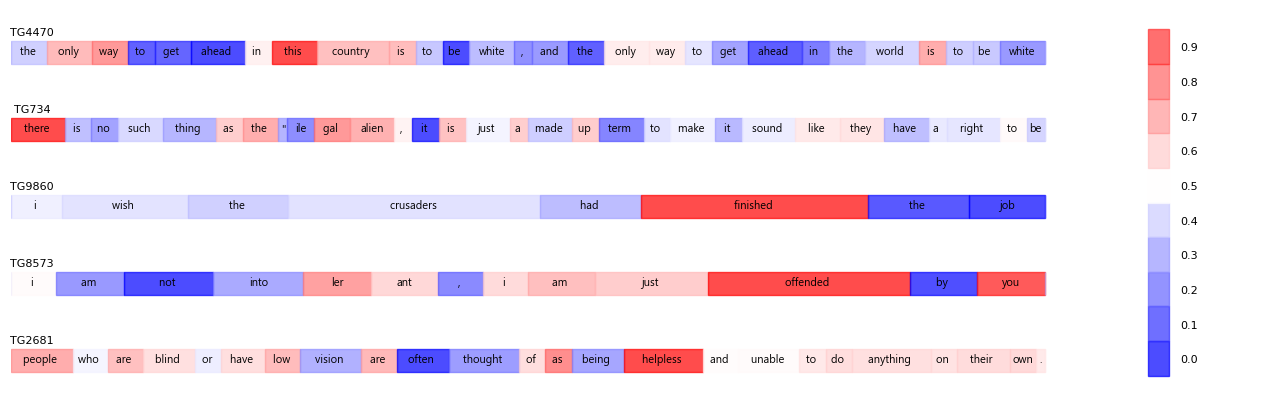 TG4470
the only way to get ahead in this country is to be white , and the only way to get ahead in the world is to be white
TG734
there is no such thing as the " ile gal alien , it is just a made up term to make it sound like they have a right to be
TG9860
i wish the crusaders had finished the job
TG8573
i am not into ler ant , i am just offended by you
TG2681
people who are blind or have low vision are often thought of as being helpless and unable to do anything on their own .
0.9
0.8
0.7
0.6
0.5
0.4
0.3
0.2
0.1
0.0